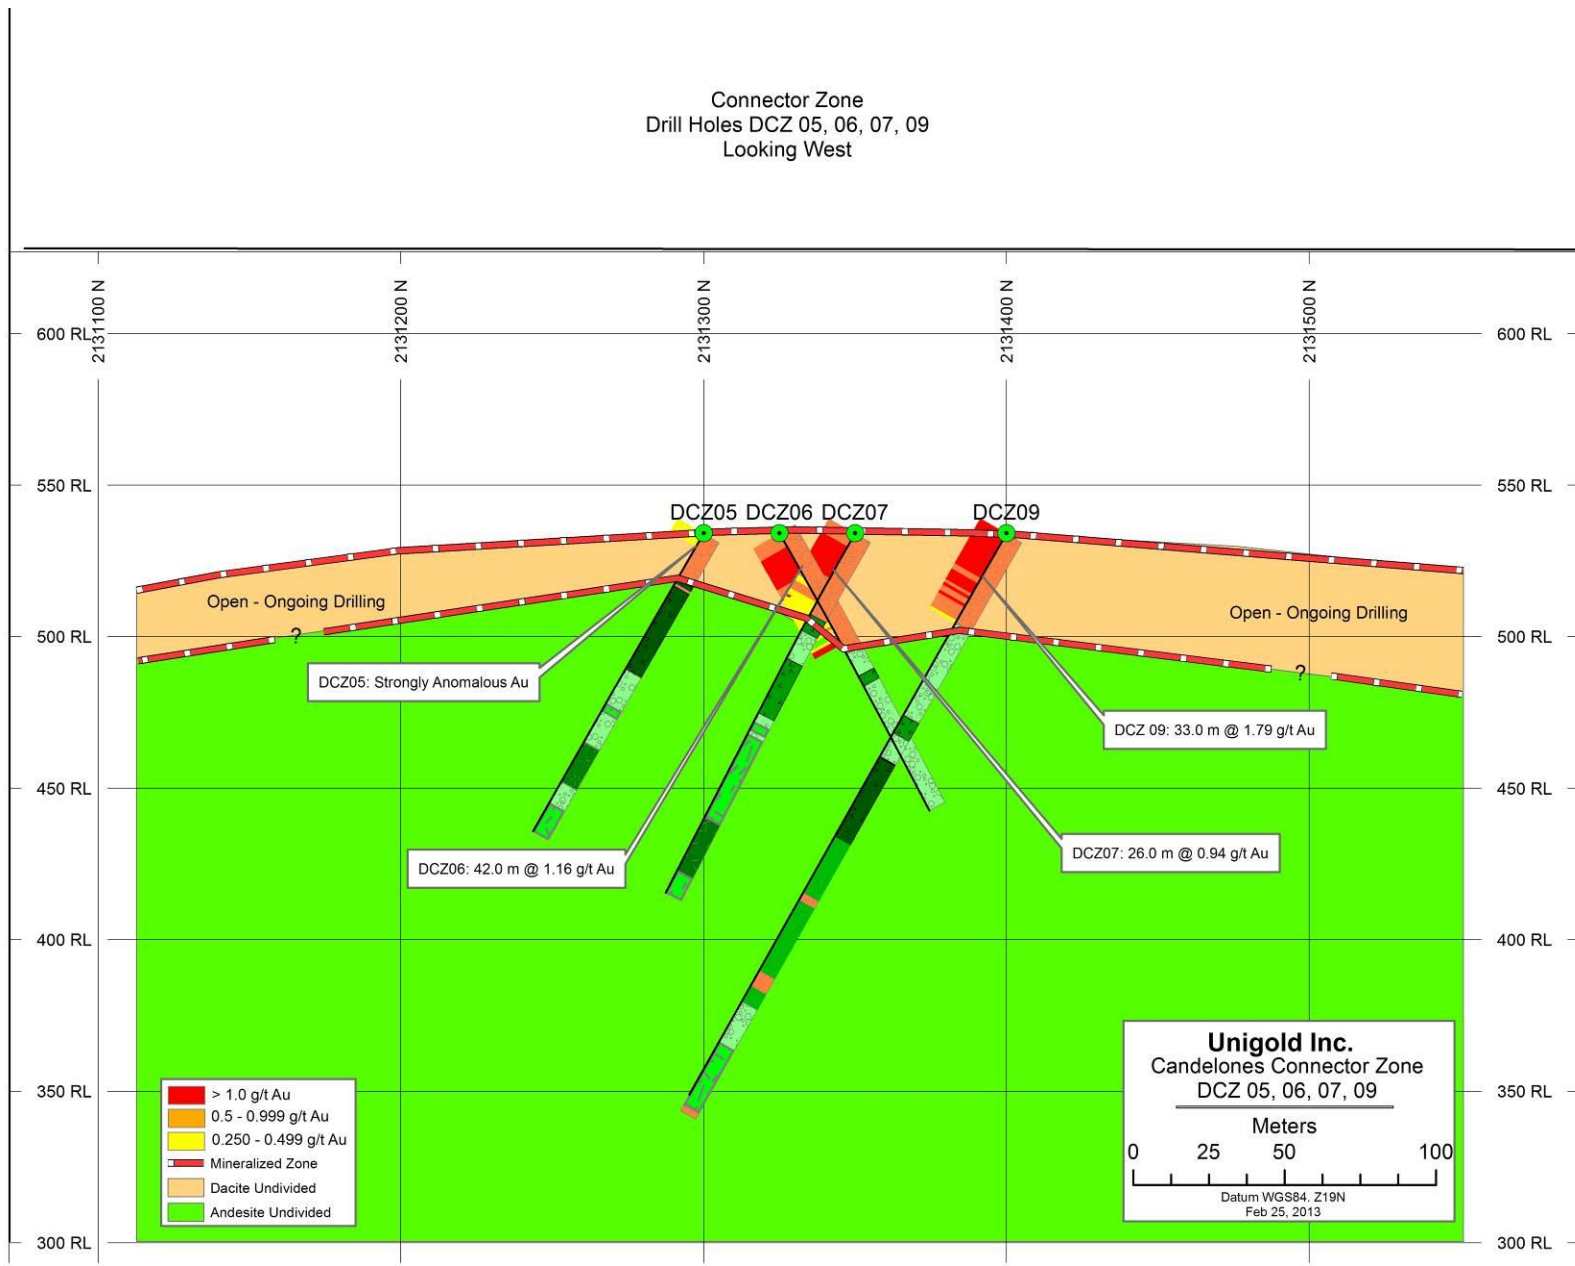 Connector Zone
Drill Holes DCZ 05, 06, 07, 09
Looking West
2131100 N
2131200 N
2131300 N
2131400 N
2131500 N
600 RL
600 RL
550 RL
550 RL
DCZ05 DCZ06 DCZ07 DCZ09
Open - Ongoing Drilling
Open - Ongoing Drilling
500 RL
?
500 RL
?
DCZ05: Strongly Anomalous Au
DCZ 09: 33.0 m @ 1.79 g/t Au
450 RL
450 RL
DCZ06: 42.0 m @ 1.16 g/t Au
DCZ07: 26.0 m @ 0.94 g/t Au
400 RL
400 RL
350 RL
350 RL
> 1.0 g/t Au
0.5 - 0.999 g/t Au
0.250 - 0.499 g/t Au
Mineralized Zone
Dacite Undivided
Andesite Undivided
Unigold Inc.
Candelones Connector Zone
DCZ 05, 06, 07, 09
Meters
0 25 50 100
Datum WGS84. Z19N
Feb 25, 2013
300 RL
300 RL